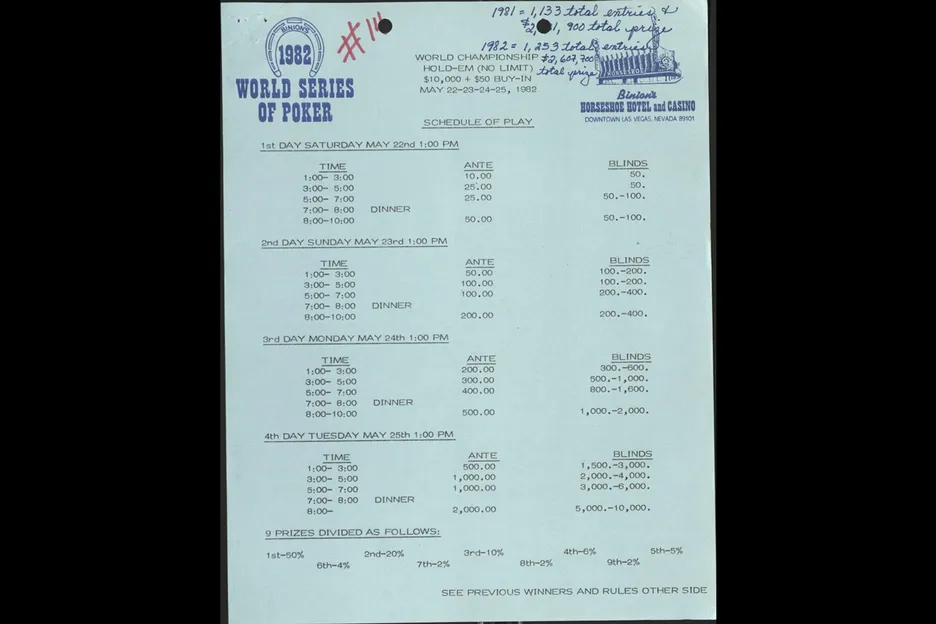 1981 = 1,133 total entries &
900 total prize
1982 = 1,253 total entries
$2,607,700
total prize
#14
BINION'S
1982
WORLD SERIES
OF POKER
WORLD CHAMPIONSHIP
HOLD-EM (NO LIMIT)
$10,000 + $50 BUY-IN
MAY 22-23-24-25, 1982
Binion's
HORSESHOE HOTEL and CASINO
DOWNTOWN LAS VEGAS, NEVADA 89101
SCHEDULE OF PLAY
1st DAY SATURDAY MAY 22nd 1:00 PM
TIME ANTE BLINDS
1:00- 3:00 10.00 50.
3:00- 5:00 25.00 50.
5:00- 7:00 25.00 50.-100.
7:00- 8:00 DINNER
8:00-10:00 50.00 50.-100.
2nd DAY SUNDAY MAY 23rd 1:00 PM
TIME ANTE BLINDS
1:00- 3:00 50.00 100.-200.
3:00- 5:00 100.00 100.-200.
5:00- 7:00 100.00 200.-400.
7:00- 8:00 DINNER
8:00-10:00 200.00 200.-400.
3rd DAY MONDAY MAY 24th 1:00 PM
TIME ANTE BLINDS
1:00- 3:00 200.00 300.-600.
3:00- 5:00 300.00 500.-1,000.
5:00- 7:00 400.00 800.-1,600.
7:00- 8:00 DINNER
8:00-10:00 500.00 1,000.-2,000.
4th DAY TUESDAY MAY 25th 1:00 PM
TIME ANTE BLINDS
1:00- 3:00 500.00 1,500.-3,000.
3:00- 5:00 1,000.00 2,000.-4,000.
5:00- 7:00 1,000.00 3,000.-6,000.
7:00- 8:00 DINNER
8:00- 2,000.00 5,000.-10,000.
9 PRIZES DIVIDED AS FOLLOWS:
1st-50% 2nd-20% 3rd-10% 4th-6% 5th-5%
6th-4% 7th-2% 8th-2% 9th-2%
SEE PREVIOUS WINNERS AND RULES OTHER SIDE